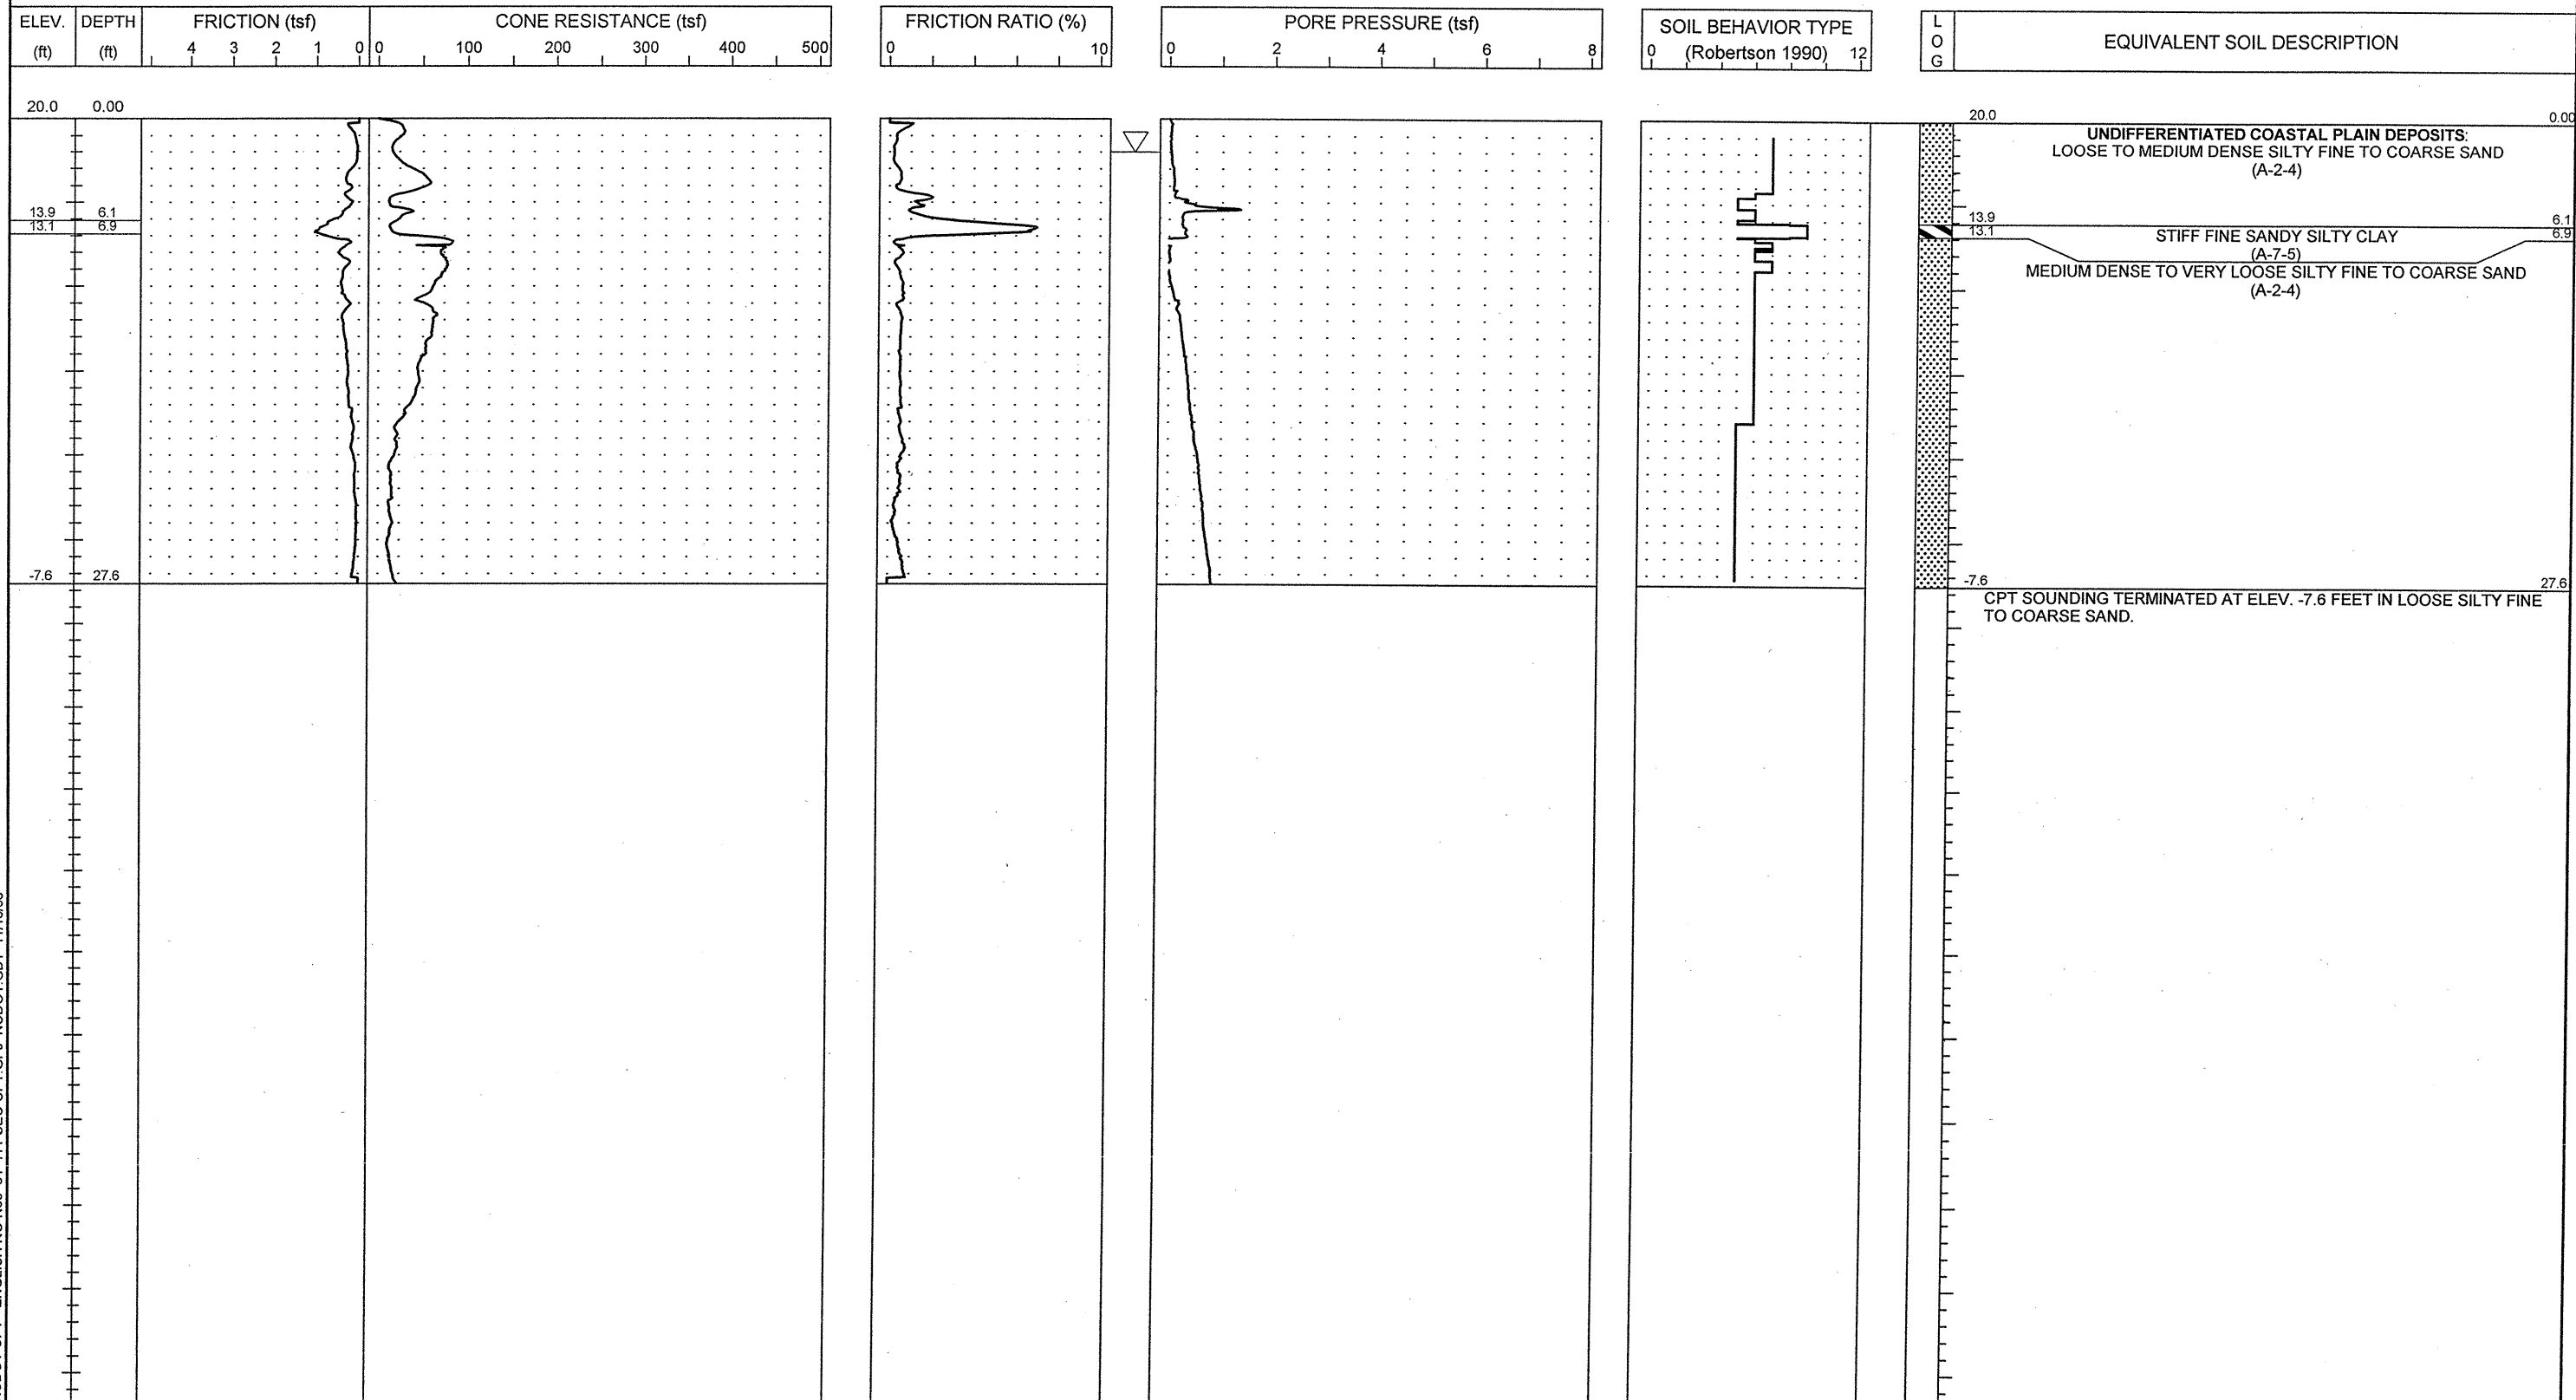 ELEV. DEPTH FRICTION (tsf) CONE RESISTANCE (tsf) FRICTION RATIO (%) PORE PRESSURE (tsf) SOIL BEHAVIOR TYPE LOG EQUIVALENT SOIL DESCRIPTION
(ft) (ft) 4 3 2 1 0 0 100 200 300 400 500 0 10 0 2 4 6 8 0 (Robertson 1990) 12
20.0 0.00 20.0 0.00
UNDIFFERENTIATED COASTAL PLAIN DEPOSITS:
LOOSE TO MEDIUM DENSE SILTY FINE TO COARSE SAND
(A-2-4)
13.9 6.1 13.9 6.1
13.1 6.9 13.1 6.9
STIFF FINE SANDY SILTY CLAY
(A-7-5)
MEDIUM DENSE TO VERY LOOSE SILTY FINE TO COARSE SAND
(A-2-4)
-7.6 27.6 -7.6 27.6
CPT SOUNDING TERMINATED AT ELEV. -7.6 FEET IN LOOSE SILTY FINE
TO COARSE SAND.